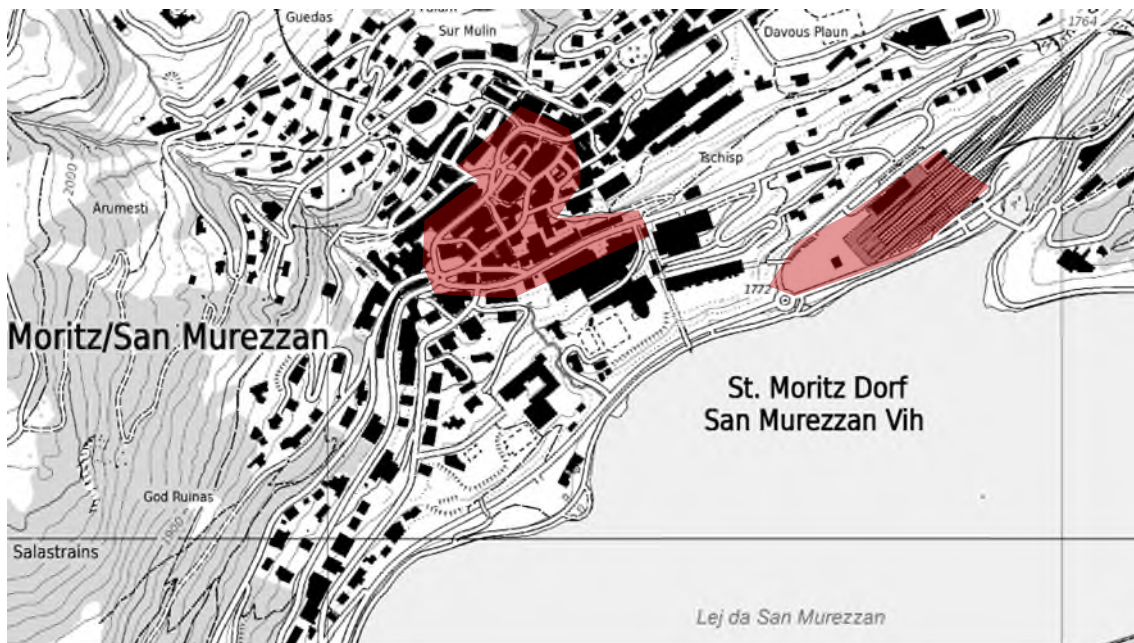 Guedas
Sur Mulin
Davous Plaun
1764
Tschisp
2000
Arumesti
1772
Moritz/San Murezzan
St. Moritz Dorf
San Murezzan Vih
God Ruinas
1900
Salastrains
Lej da San Murezzan